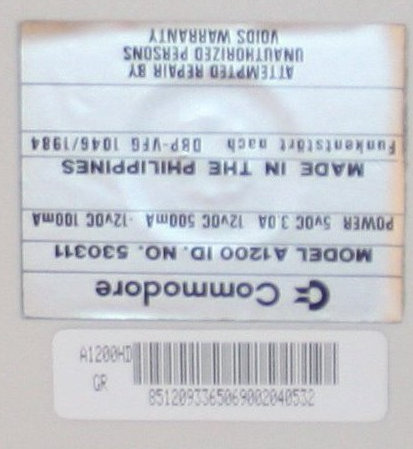 Commodore
MODEL A1200 ID. NO. 530311
POWER 5vDC 3.0A 12vDC 500mA -12vDC 100mA
MADE IN THE PHILIPPINES
Funkentstört nach DBP-VFG 1046/1984
ATTEMPTED REPAIR BY
UNAUTHORIZED PERSONS
VOIDS WARRANTY
A1200HD
GR
8512093365069002040532